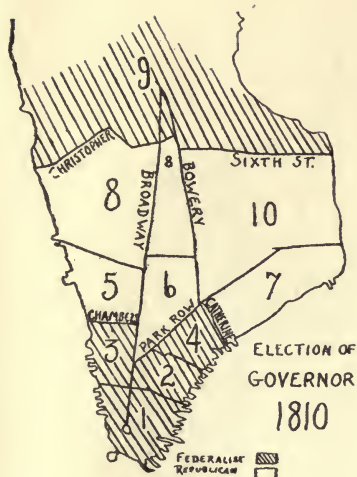 9
CHRISTOPHER
8
SIXTH ST.
8
BROADWAY
BOWERY
10
5
6
7
CHAMBERS
PARK ROW
CATHERINE
3
4
2
1
ELECTION OF
GOVERNOR
1810
FEDERALIST
REPUBLICAN